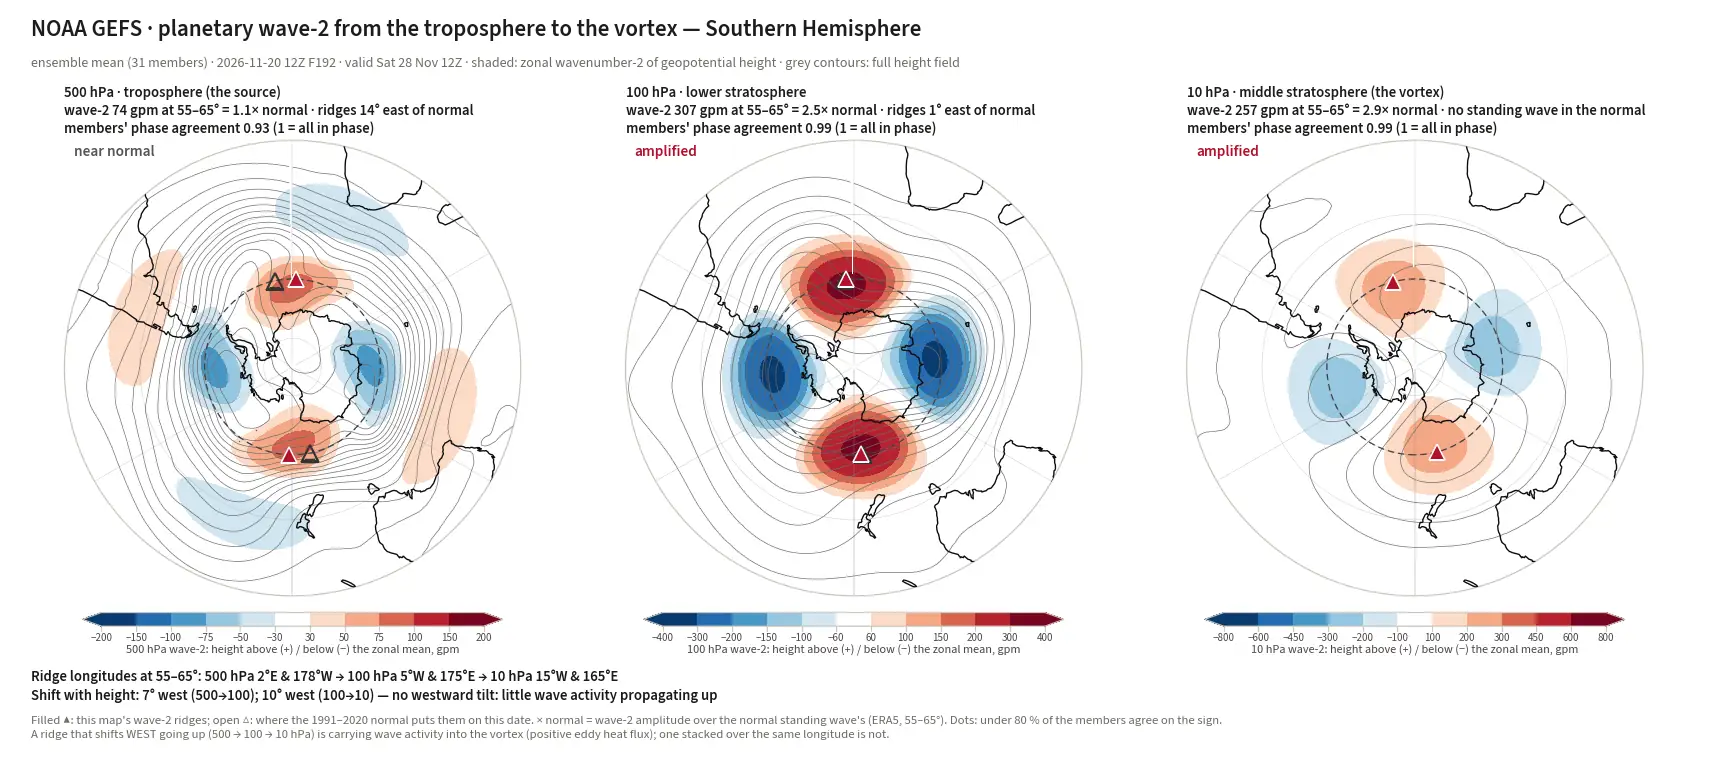 NOAA GEFS · planetary wave-2 from the troposphere to the vortex — Southern Hemisphere
ensemble mean (31 members) · 2026-11-20 12Z F192 · valid Sat 28 Nov 12Z · shaded: zonal wavenumber-2 of geopotential height · grey contours: full height field
500 hPa · troposphere (the source)
wave-2 74 gpm at 55–65° = 1.1× normal · ridges 14° east of normal
members' phase agreement 0.93 (1 = all in phase)
near normal
100 hPa · lower stratosphere
wave-2 307 gpm at 55–65° = 2.5× normal · ridges 1° east of normal
members' phase agreement 0.99 (1 = all in phase)
amplified
10 hPa · middle stratosphere (the vortex)
wave-2 257 gpm at 55–65° = 2.9× normal · no standing wave in the normal
members' phase agreement 0.99 (1 = all in phase)
amplified
−200 −150 −100 −75 −50 −30 30 50 75 100 150 200
500 hPa wave-2: height above (+) / below (−) the zonal mean, gpm
−400 −300 −200 −150 −100 −60 60 100 150 200 300 400
100 hPa wave-2: height above (+) / below (−) the zonal mean, gpm
−800 −600 −450 −300 −200 −100 100 200 300 450 600 800
10 hPa wave-2: height above (+) / below (−) the zonal mean, gpm
Ridge longitudes at 55–65°: 500 hPa 2°E & 178°W → 100 hPa 5°W & 175°E → 10 hPa 15°W & 165°E
Shift with height: 7° west (500→100); 10° west (100→10) — no westward tilt: little wave activity propagating up
Filled ▲: this map's wave-2 ridges; open △: where the 1991–2020 normal puts them on this date. × normal = wave-2 amplitude over the normal standing wave's (ERA5, 55–65°). Dots: under 80 % of the members agree on the sign.
A ridge that shifts WEST going up (500 → 100 → 10 hPa) is carrying wave activity into the vortex (positive eddy heat flux); one stacked over the same longitude is not.